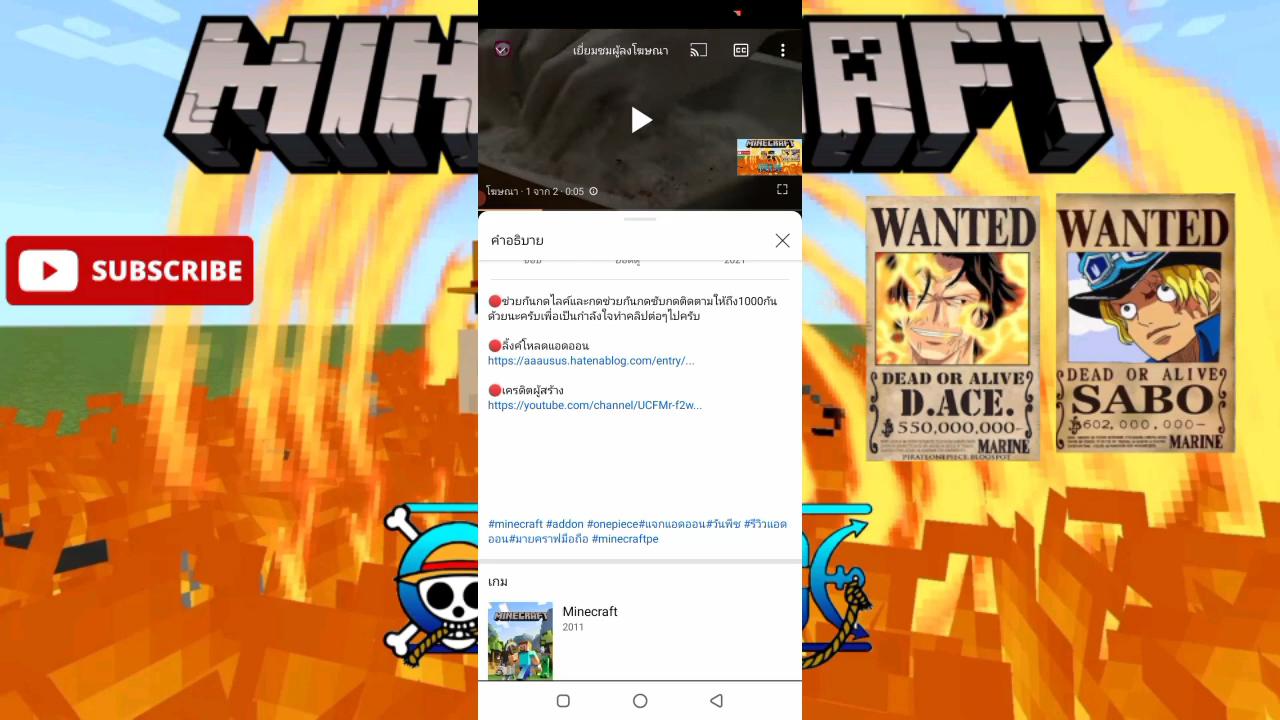 MIN
AFT
SUBSCRIBE
เยี่ยมชมผู้ลงโฆษณา
CC
MINECRAFT
โฆษณา · 1 จาก 2 · 0:05
คำอธิบาย
2021
🔴ช่วยกันกดไลค์และกดช่วยกันกดซับกดติดตามให้ถึง1000กัน
ด้วยนะครับเพื่อเป็นกำลังใจทำคลิปต่อๆไปครับ
🔴ลิ้งค์โหลดแอดออน
https://aaausus.hatenablog.com/entry/...
🔴เครดิตผู้สร้าง
https://youtube.com/channel/UCFMr-f2w...
#minecraft #addon #onepiece#แจกแอดออน#วันพีช #รีวิวแอด
ออน#มายคราฟมือถือ #minecraftpe
เกม
MINECRAFT
Minecraft
2011
WANTED
DEAD OR ALIVE
D.ACE.
550,000,000-
MARINE
PIRATEONEPIECE.BLOGSPOT
WANTED
DEAD OR ALIVE
SABO
602,000,000-
MARINE